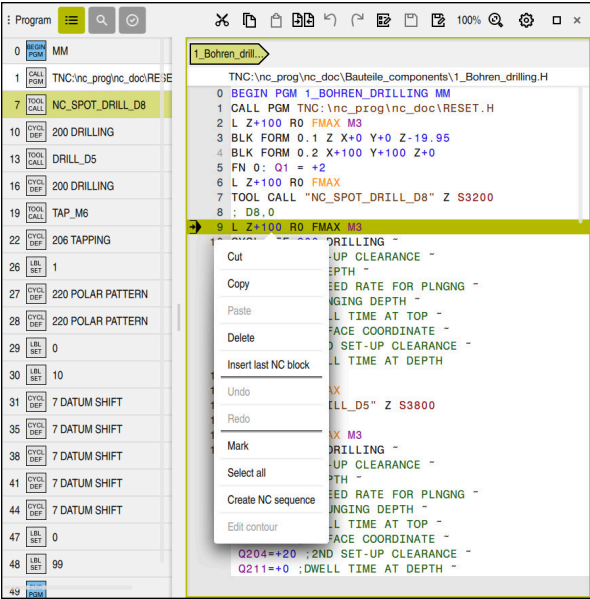 Program
100%
0 BEGIN PGM MM
1 CALL PGM TNC:\nc_prog\nc_doc\RESE
7 TOOL CALL NC_SPOT_DRILL_D8
10 CYCL DEF 200 DRILLING
13 TOOL CALL DRILL_D5
16 CYCL DEF 200 DRILLING
19 TOOL CALL TAP_M6
22 CYCL DEF 206 TAPPING
26 LBL SET 1
27 CYCL DEF 220 POLAR PATTERN
28 CYCL DEF 220 POLAR PATTERN
29 LBL SET 0
30 LBL SET 10
31 CYCL DEF 7 DATUM SHIFT
35 CYCL DEF 7 DATUM SHIFT
38 CYCL DEF 7 DATUM SHIFT
41 CYCL DEF 7 DATUM SHIFT
44 CYCL DEF 7 DATUM SHIFT
47 LBL SET 0
48 LBL SET 99
49 PGM
1_Bohren_drill...
TNC:\nc_prog\nc_doc\Bauteile_components\1_Bohren_drilling.H
0 BEGIN PGM 1_BOHREN_DRILLING MM
1 CALL PGM TNC:\nc_prog\nc_doc\RESET.H
2 L Z+100 R0 FMAX M3
3 BLK FORM 0.1 Z X+0 Y+0 Z-19.95
4 BLK FORM 0.2 X+100 Y+100 Z+0
5 FN 0: Q1 = +2
6 L Z+100 R0 FMAX
7 TOOL CALL "NC_SPOT_DRILL_D8" Z S3200
8 ; D8,0
9 L Z+100 R0 FMAX M3
DRILLING ~
-UP CLEARANCE ~
EPTH ~
EED RATE FOR PLNGNG ~
NGING DEPTH ~
LL TIME AT TOP ~
FACE COORDINATE ~
D SET-UP CLEARANCE ~
LL TIME AT DEPTH
AX
ILL_D5" Z S3800
AX M3
DRILLING ~
-UP CLEARANCE ~
PTH ~
EED RATE FOR PLNGNG ~
NGING DEPTH ~
LL TIME AT TOP ~
FACE COORDINATE ~
Q204=+20 ;2ND SET-UP CLEARANCE ~
Q211=+0 ;DWELL TIME AT DEPTH ~
Cut
Copy
Paste
Delete
Insert last NC block
Undo
Redo
Mark
Select all
Create NC sequence
Edit contour